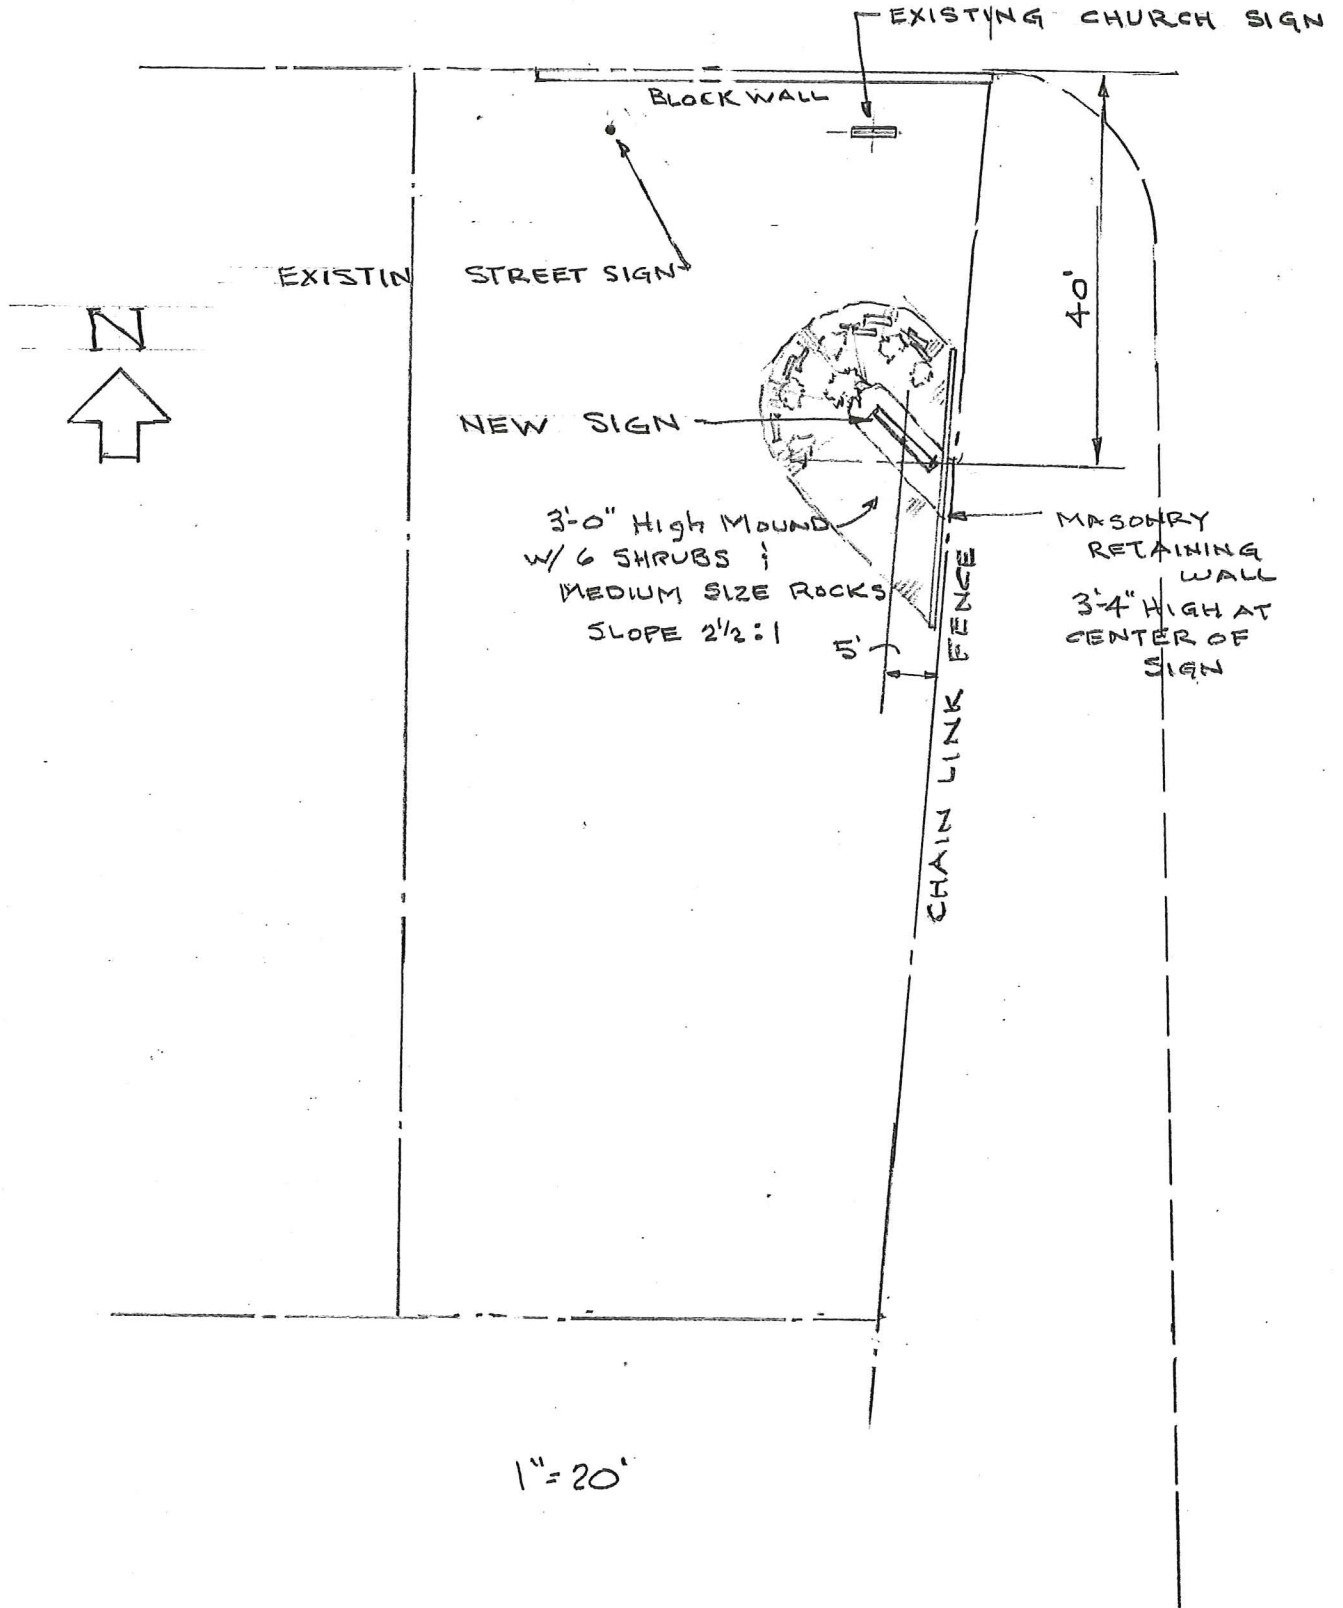 EXISTING CHURCH SIGN
BLOCK WALL
EXISTIN STREET SIGN
N
40'
NEW SIGN
3'-0" High MOUND
W/ 6 SHRUBS &
MEDIUM SIZE ROCKS
SLOPE 2½:1
MASONRY
RETAINING
WALL
3'-4" HIGH AT
CENTER OF
SIGN
5'
CHAIN LINK FENCE
1"=20'